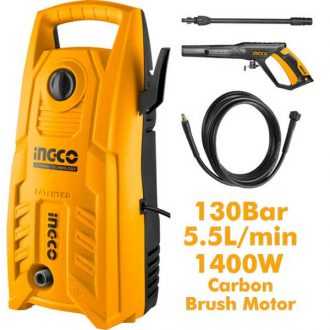 INGCO
INGCO
130Bar
5.5L/min
1400W
Carbon
Brush Motor